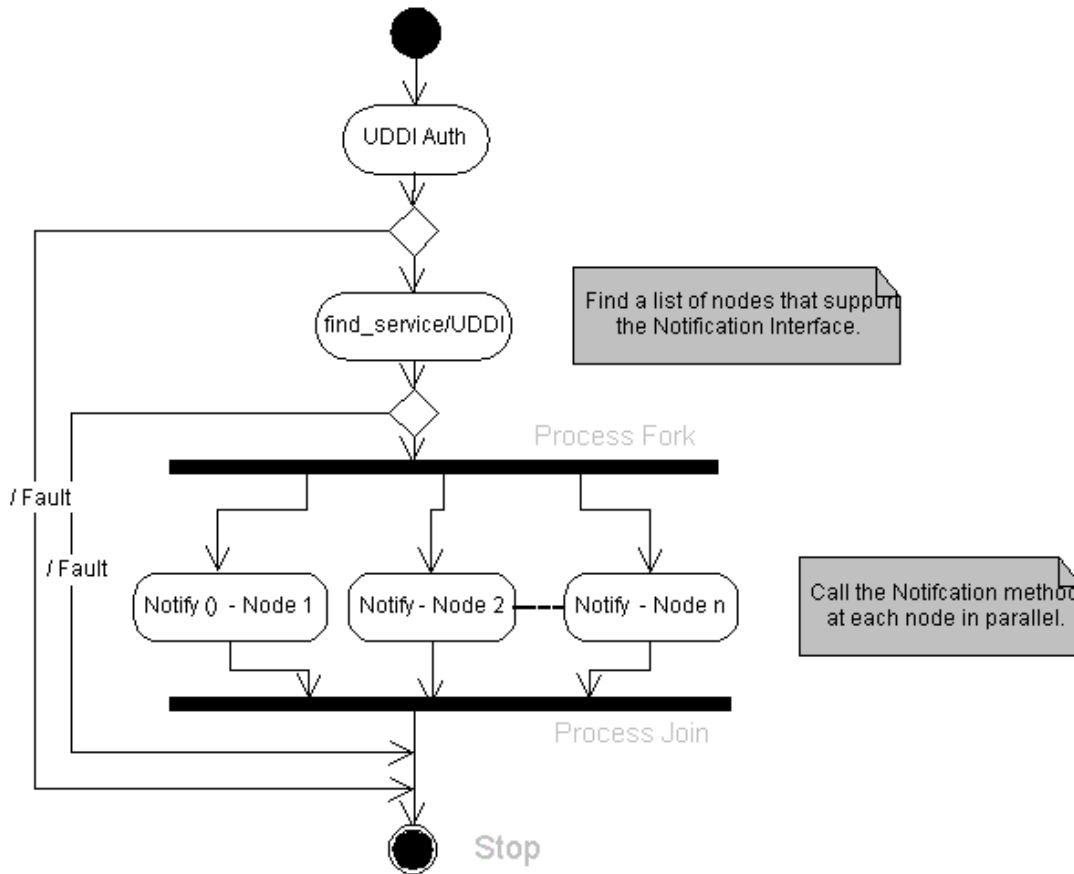 UDDI Auth
find_service/UDDI
Find a list of nodes that support
the Notification Interface.
Process Fork
/ Fault
/ Fault
Notify () - Node 1
Notify - Node 2
Notify - Node n
Call the Notifcation method
at each node in parallel.
Process Join
Stop